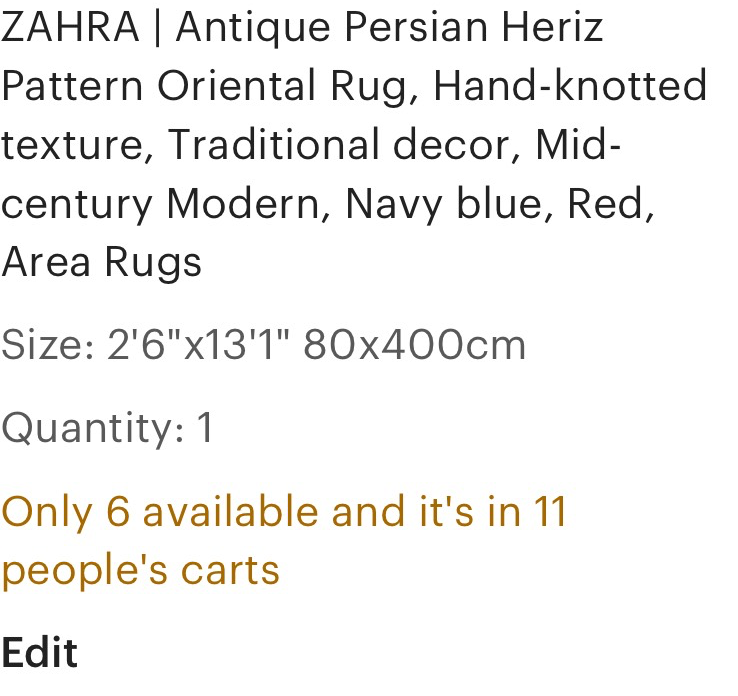 ZAHRA | Antique Persian Heriz
Pattern Oriental Rug, Hand-knotted
texture, Traditional decor, Mid-
century Modern, Navy blue, Red,
Area Rugs
Size: 2'6"x13'1" 80x400cm
Quantity: 1
Only 6 available and it's in 11
people's carts
Edit